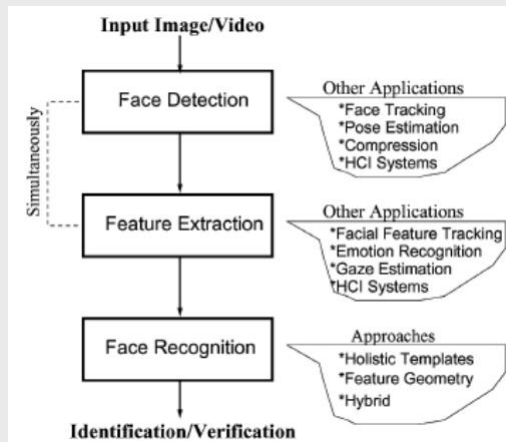 Input Image/Video
Face Detection
Other Applications
*Face Tracking
*Pose Estimation
*Compression
*HCI Systems
Simultaneously
Feature Extraction
Other Applications
*Facial Feature Tracking
*Emotion Recognition
*Gaze Estimation
*HCI Systems
Face Recognition
Approaches
*Holistic Templates
*Feature Geometry
*Hybrid
Identification/Verification